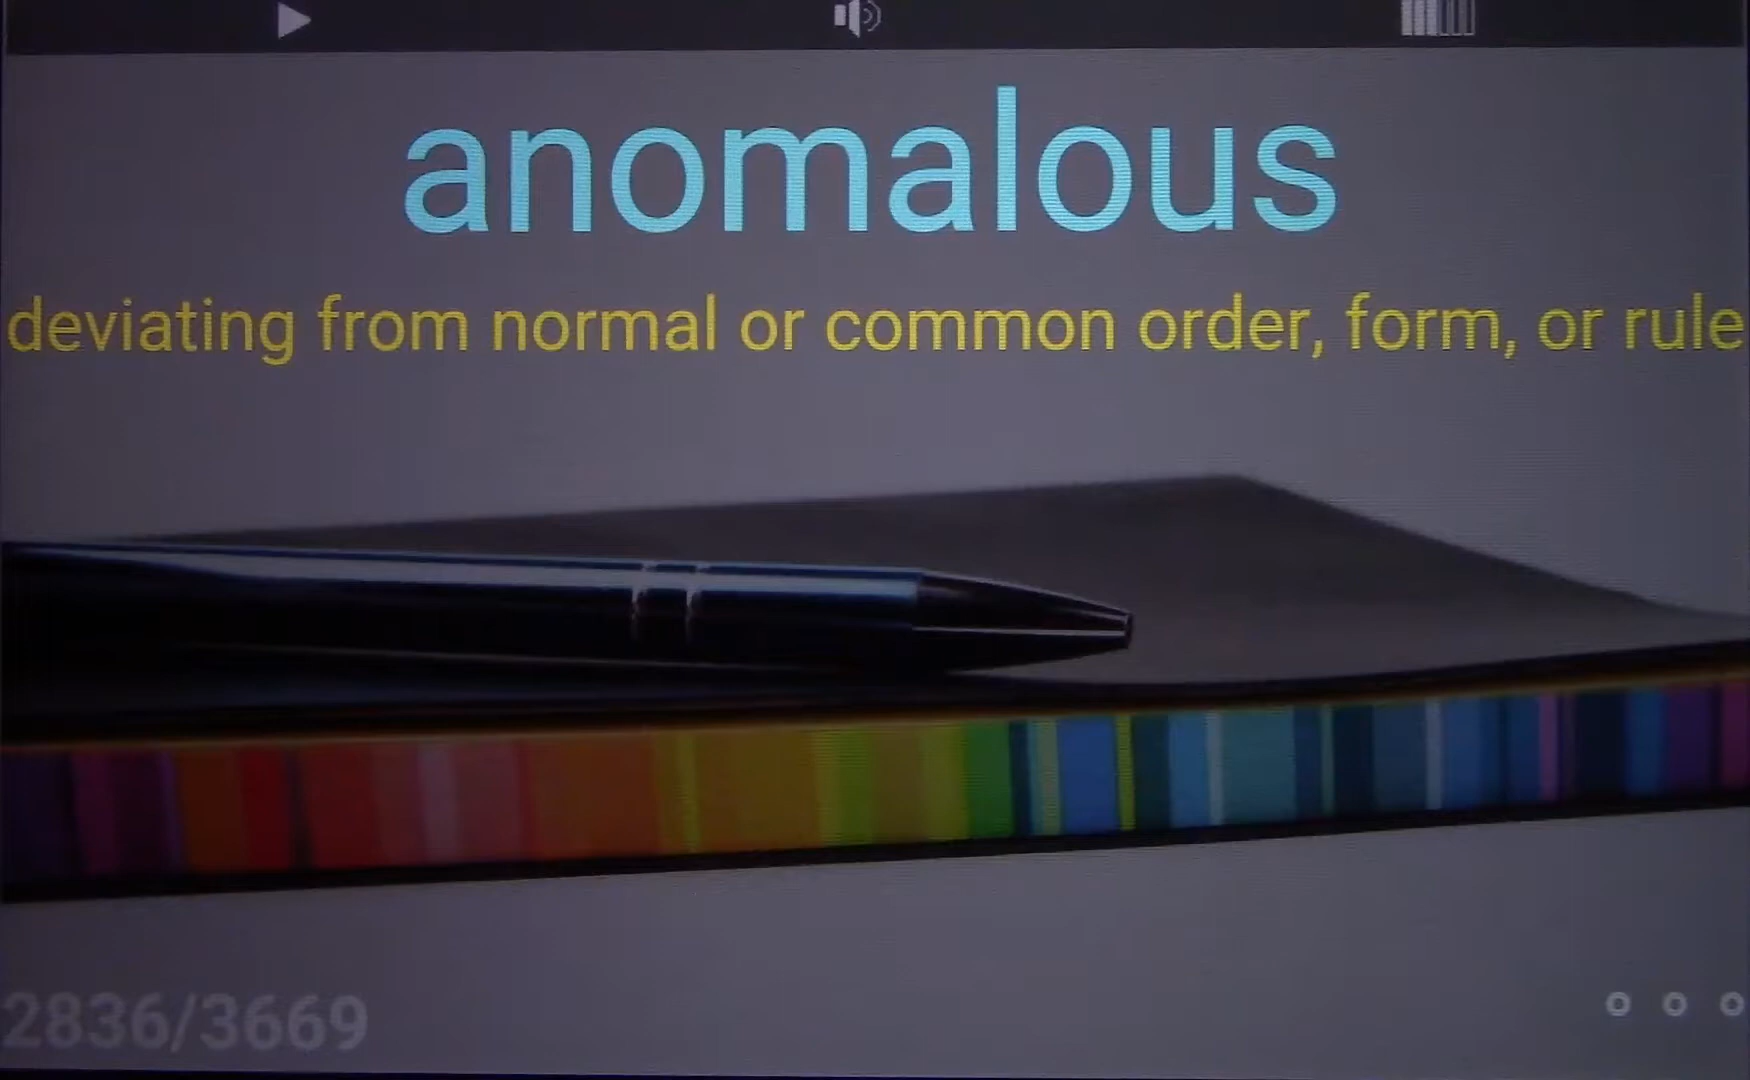 anomalous
deviating from normal or common order, form, or rule
2836/3669